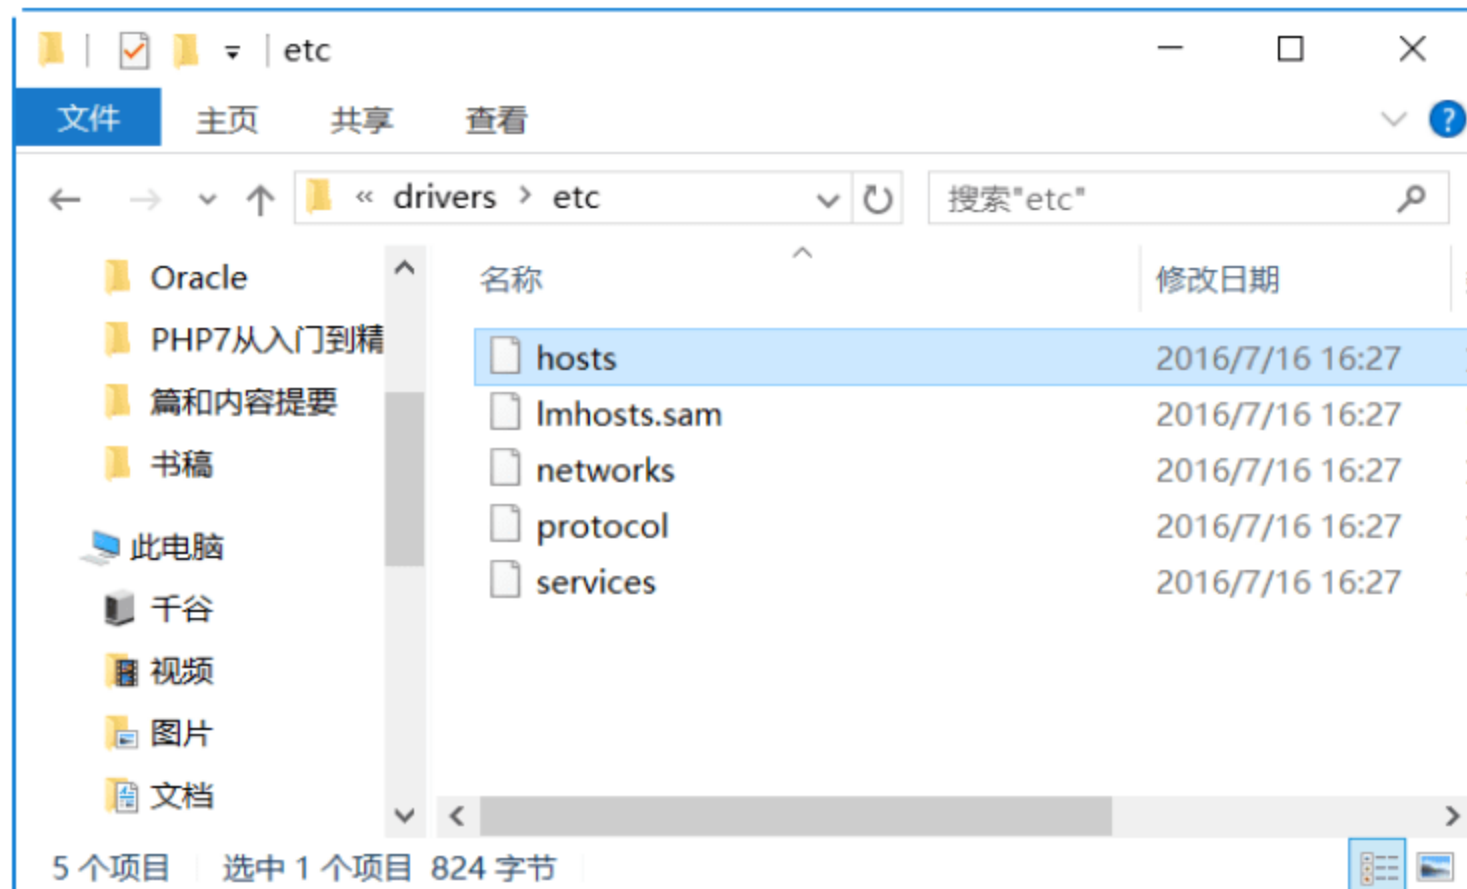 etc
文件 主页 共享 查看 ?
« drivers > etc 搜索"etc"
名称 修改日期
Oracle
PHP7从入门到精
篇和内容提要
书稿
此电脑
千谷
视频
图片
文档
hosts 2016/7/16 16:27
lmhosts.sam 2016/7/16 16:27
networks 2016/7/16 16:27
protocol 2016/7/16 16:27
services 2016/7/16 16:27
5 个项目 选中 1 个项目 824 字节